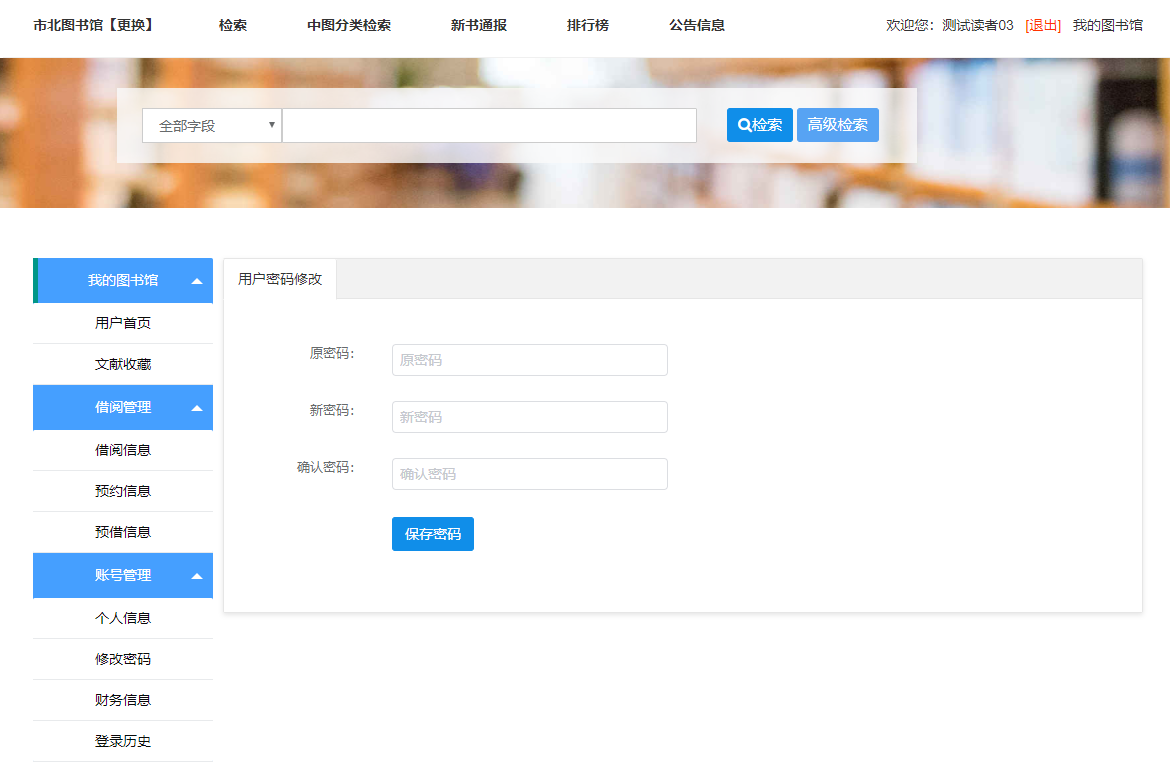 市北图书馆【更换】 检索 中图分类检索 新书通报 排行榜 公告信息 欢迎您：测试读者03 [退出] 我的图书馆
全部字段 检索 高级检索
我的图书馆
用户首页
文献收藏
借阅管理
借阅信息
预约信息
预借信息
账号管理
个人信息
修改密码
财务信息
登录历史
用户密码修改
原密码： 原密码
新密码： 新密码
确认密码： 确认密码
保存密码